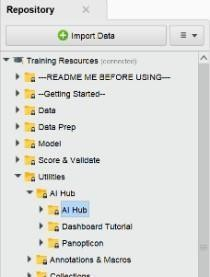 Repository
Import Data
Training Resources (connected)
---README ME BEFORE USING---
--Getting Started--
Data
Data Prep
Model
Score & Validate
Utilities
AI Hub
AI Hub
Dashboard Tutorial
Panopticon
Annotations & Macros
Collections